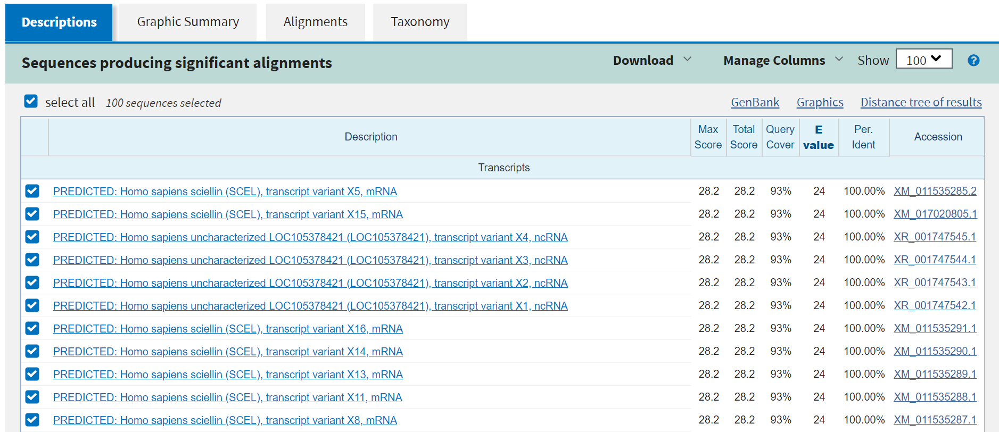 Descriptions Graphic Summary Alignments Taxonomy
Sequences producing significant alignments Download Manage Columns Show 100 ?
select all 100 sequences selected GenBank Graphics Distance tree of results
Description Max Score Total Score Query Cover E value Per. Ident Accession
Transcripts
PREDICTED: Homo sapiens sciellin (SCEL), transcript variant X5, mRNA 28.2 28.2 93% 24 100.00% XM_011535285.2
PREDICTED: Homo sapiens sciellin (SCEL), transcript variant X15, mRNA 28.2 28.2 93% 24 100.00% XM_017020805.1
PREDICTED: Homo sapiens uncharacterized LOC105378421 (LOC105378421), transcript variant X4, ncRNA 28.2 28.2 93% 24 100.00% XR_001747545.1
PREDICTED: Homo sapiens uncharacterized LOC105378421 (LOC105378421), transcript variant X3, ncRNA 28.2 28.2 93% 24 100.00% XR_001747544.1
PREDICTED: Homo sapiens uncharacterized LOC105378421 (LOC105378421), transcript variant X2, ncRNA 28.2 28.2 93% 24 100.00% XR_001747543.1
PREDICTED: Homo sapiens uncharacterized LOC105378421 (LOC105378421), transcript variant X1, ncRNA 28.2 28.2 93% 24 100.00% XR_001747542.1
PREDICTED: Homo sapiens sciellin (SCEL), transcript variant X16, mRNA 28.2 28.2 93% 24 100.00% XM_011535291.1
PREDICTED: Homo sapiens sciellin (SCEL), transcript variant X14, mRNA 28.2 28.2 93% 24 100.00% XM_011535290.1
PREDICTED: Homo sapiens sciellin (SCEL), transcript variant X13, mRNA 28.2 28.2 93% 24 100.00% XM_011535289.1
PREDICTED: Homo sapiens sciellin (SCEL), transcript variant X11, mRNA 28.2 28.2 93% 24 100.00% XM_011535288.1
PREDICTED: Homo sapiens sciellin (SCEL), transcript variant X8, mRNA 28.2 28.2 93% 24 100.00% XM_011535287.1